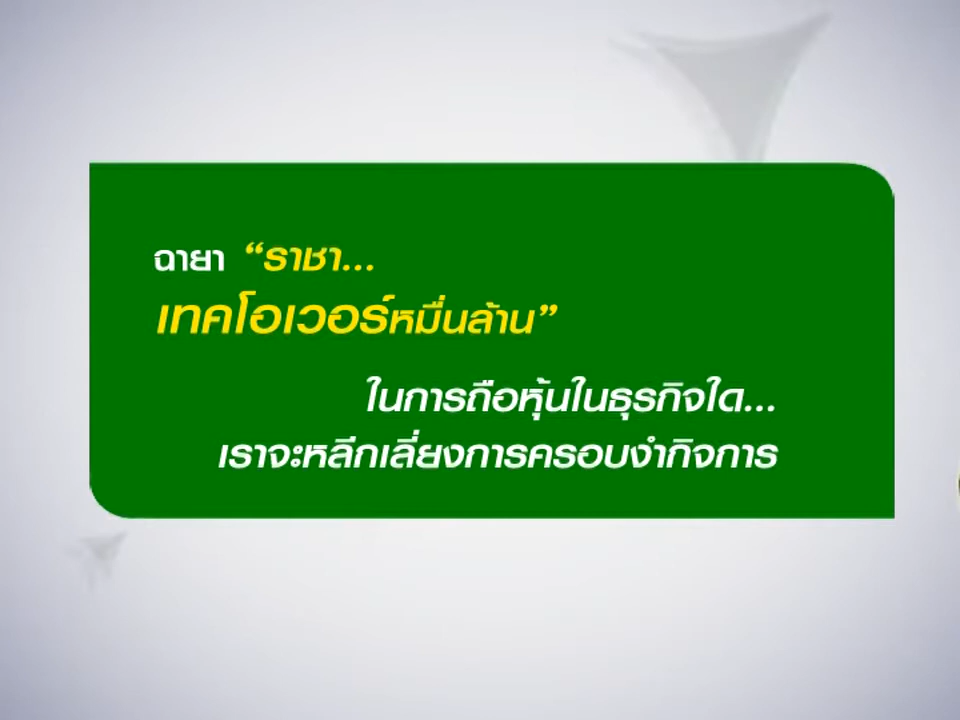 ฉายา “ราชา...
เทคโอเวอร์หมื่นล้าน”
ในการถือหุ้นในธุรกิจใด...
เราจะหลีกเลี่ยงการครอบงำกิจการ